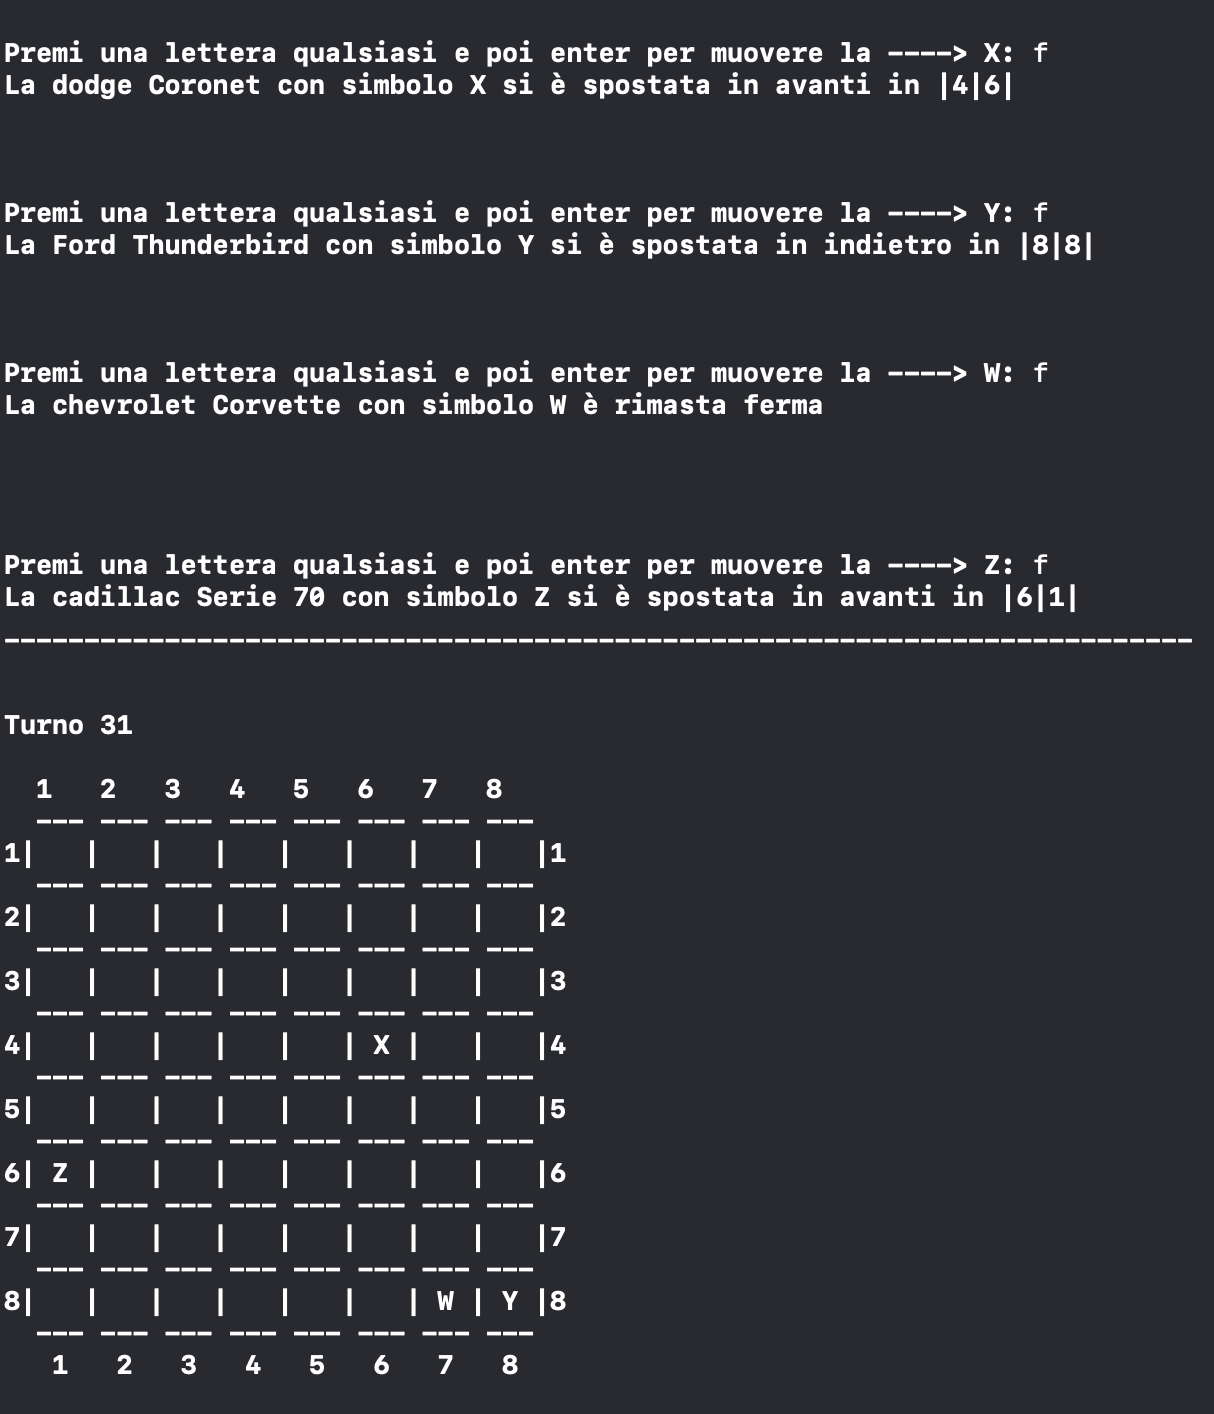 Premi una lettera qualsiasi e poi enter per muovere la ----> X: f
La dodge Coronet con simbolo X si è spostata in avanti in |4|6|
Premi una lettera qualsiasi e poi enter per muovere la ----> Y: f
La Ford Thunderbird con simbolo Y si è spostata in indietro in |8|8|
Premi una lettera qualsiasi e poi enter per muovere la ----> W: f
La chevrolet Corvette con simbolo W è rimasta ferma
Premi una lettera qualsiasi e poi enter per muovere la ----> Z: f
La cadillac Serie 70 con simbolo Z si è spostata in avanti in |6|1|
--------------------------------------------------------------------------
Turno 31
  1   2   3   4   5   6   7   8
  --- --- --- --- --- --- --- ---
1|   |   |   |   |   |   |   |   |1
  --- --- --- --- --- --- --- ---
2|   |   |   |   |   |   |   |   |2
  --- --- --- --- --- --- --- ---
3|   |   |   |   |   |   |   |   |3
  --- --- --- --- --- --- --- ---
4|   |   |   |   |   | X |   |   |4
  --- --- --- --- --- --- --- ---
5|   |   |   |   |   |   |   |   |5
  --- --- --- --- --- --- --- ---
6| Z |   |   |   |   |   |   |   |6
  --- --- --- --- --- --- --- ---
7|   |   |   |   |   |   |   |   |7
  --- --- --- --- --- --- --- ---
8|   |   |   |   |   |   | W | Y |8
  --- --- --- --- --- --- --- ---
   1   2   3   4   5   6   7   8